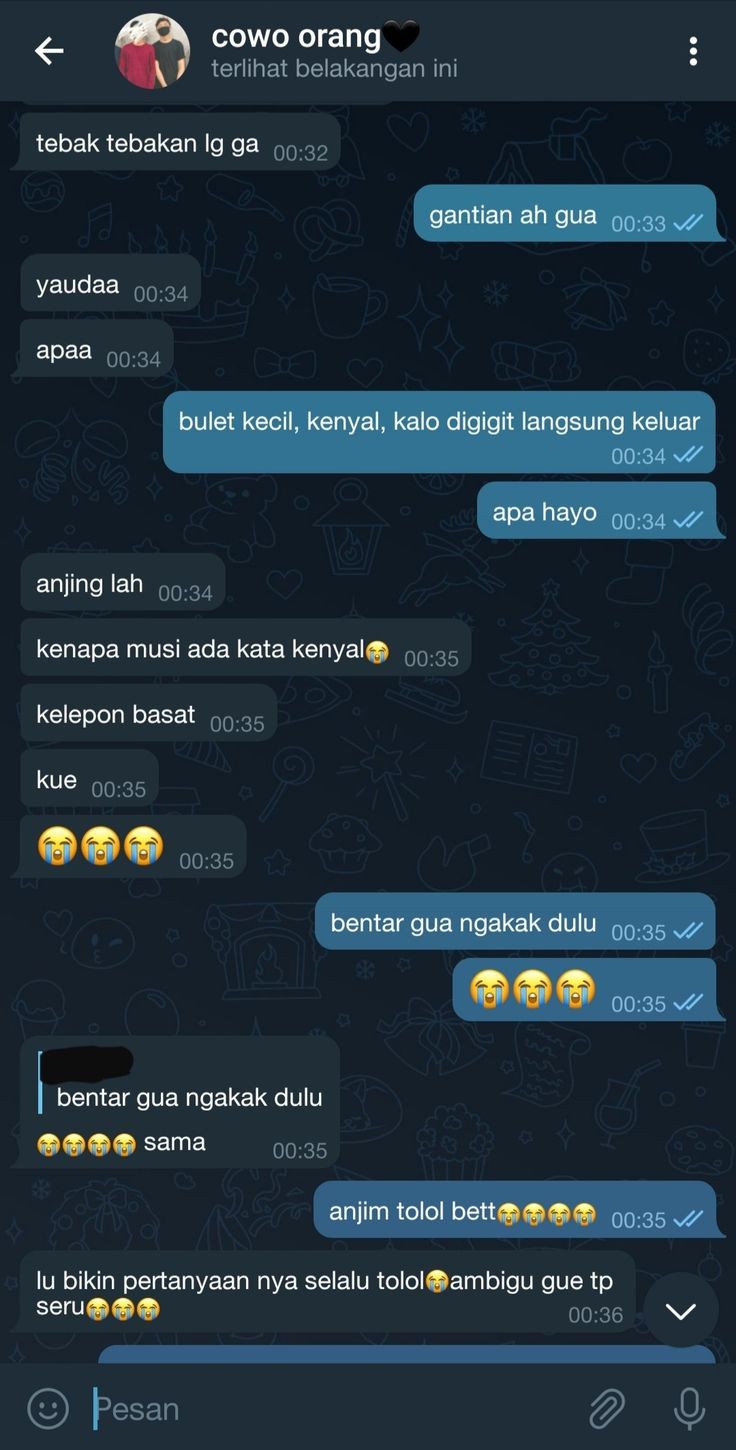 cowo orang🖤
terlihat belakangan ini
tebak tebakan lg ga 00:32
gantian ah gua 00:33
yaudaa 00:34
apaa 00:34
bulet kecil, kenyal, kalo digigit langsung keluar
00:34
apa hayo 00:34
anjing lah 00:34
kenapa musi ada kata kenyal😭 00:35
kelepon basat 00:35
kue 00:35
😭😭😭 00:35
bentar gua ngakak dulu 00:35
😭😭😭 00:35
bentar gua ngakak dulu
😭😭😭😭 sama 00:35
anjim tolol bett😭😭😭😭 00:35
lu bikin pertanyaan nya selalu tolol😭ambigu gue tp
seru😭😭😭 00:36
Pesan